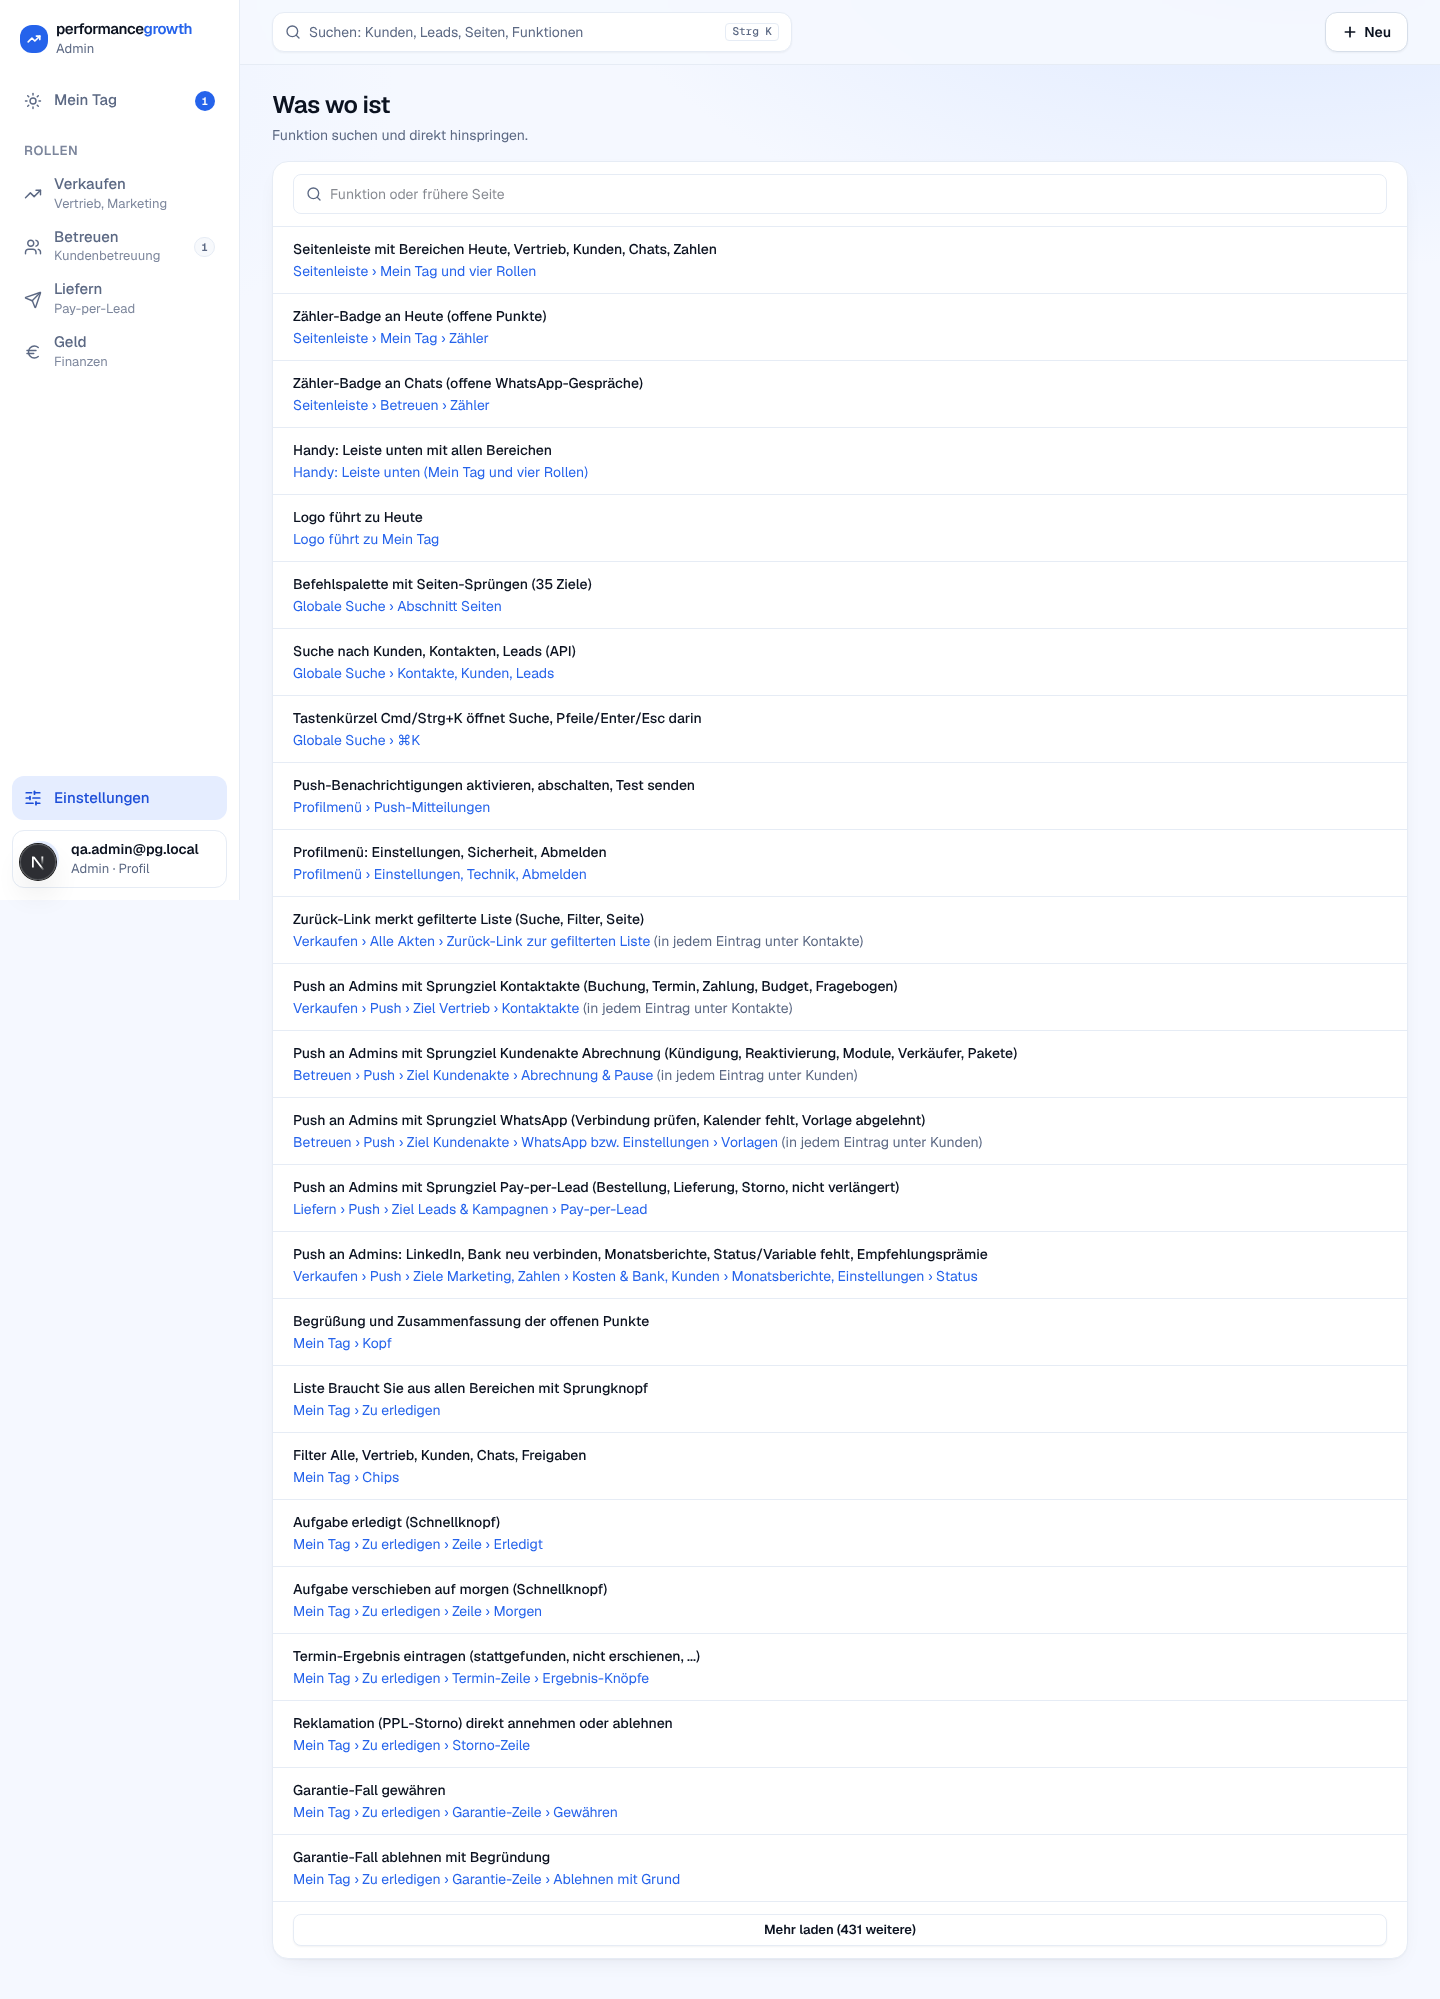 performancegrowth
Admin
Suchen: Kunden, Leads, Seiten, Funktionen
Strg K
Neu
Mein Tag
1
ROLLEN
Verkaufen
Vertrieb, Marketing
Betreuen
Kundenbetreuung
1
Liefern
Pay-per-Lead
Geld
Finanzen
Einstellungen
N
qa.admin@pg.local
Admin · Profil
Was wo ist
Funktion suchen und direkt hinspringen.
Funktion oder frühere Seite
Seitenleiste mit Bereichen Heute, Vertrieb, Kunden, Chats, Zahlen
Seitenleiste › Mein Tag und vier Rollen
Zähler-Badge an Heute (offene Punkte)
Seitenleiste › Mein Tag › Zähler
Zähler-Badge an Chats (offene WhatsApp-Gespräche)
Seitenleiste › Betreuen › Zähler
Handy: Leiste unten mit allen Bereichen
Handy: Leiste unten (Mein Tag und vier Rollen)
Logo führt zu Heute
Logo führt zu Mein Tag
Befehlspalette mit Seiten-Sprüngen (35 Ziele)
Globale Suche › Abschnitt Seiten
Suche nach Kunden, Kontakten, Leads (API)
Globale Suche › Kontakte, Kunden, Leads
Tastenkürzel Cmd/Strg+K öffnet Suche, Pfeile/Enter/Esc darin
Globale Suche › ⌘K
Push-Benachrichtigungen aktivieren, abschalten, Test senden
Profilmenü › Push-Mitteilungen
Profilmenü: Einstellungen, Sicherheit, Abmelden
Profilmenü › Einstellungen, Technik, Abmelden
Zurück-Link merkt gefilterte Liste (Suche, Filter, Seite)
Verkaufen › Alle Akten › Zurück-Link zur gefilterten Liste (in jedem Eintrag unter Kontakte)
Push an Admins mit Sprungziel Kontaktakte (Buchung, Termin, Zahlung, Budget, Fragebogen)
Verkaufen › Push › Ziel Vertrieb › Kontaktakte (in jedem Eintrag unter Kontakte)
Push an Admins mit Sprungziel Kundenakte Abrechnung (Kündigung, Reaktivierung, Module, Verkäufer, Pakete)
Betreuen › Push › Ziel Kundenakte › Abrechnung & Pause (in jedem Eintrag unter Kunden)
Push an Admins mit Sprungziel WhatsApp (Verbindung prüfen, Kalender fehlt, Vorlage abgelehnt)
Betreuen › Push › Ziel Kundenakte › WhatsApp bzw. Einstellungen › Vorlagen (in jedem Eintrag unter Kunden)
Push an Admins mit Sprungziel Pay-per-Lead (Bestellung, Lieferung, Storno, nicht verlängert)
Liefern › Push › Ziel Leads & Kampagnen › Pay-per-Lead
Push an Admins: LinkedIn, Bank neu verbinden, Monatsberichte, Status/Variable fehlt, Empfehlungsprämie
Verkaufen › Push › Ziele Marketing, Zahlen › Kosten & Bank, Kunden › Monatsberichte, Einstellungen › Status
Begrüßung und Zusammenfassung der offenen Punkte
Mein Tag › Kopf
Liste Braucht Sie aus allen Bereichen mit Sprungknopf
Mein Tag › Zu erledigen
Filter Alle, Vertrieb, Kunden, Chats, Freigaben
Mein Tag › Chips
Aufgabe erledigt (Schnellknopf)
Mein Tag › Zu erledigen › Zeile › Erledigt
Aufgabe verschieben auf morgen (Schnellknopf)
Mein Tag › Zu erledigen › Zeile › Morgen
Termin-Ergebnis eintragen (stattgefunden, nicht erschienen, ...)
Mein Tag › Zu erledigen › Termin-Zeile › Ergebnis-Knöpfe
Reklamation (PPL-Storno) direkt annehmen oder ablehnen
Mein Tag › Zu erledigen › Storno-Zeile
Garantie-Fall gewähren
Mein Tag › Zu erledigen › Garantie-Zeile › Gewähren
Garantie-Fall ablehnen mit Begründung
Mein Tag › Zu erledigen › Garantie-Zeile › Ablehnen mit Grund
Mehr laden (431 weitere)